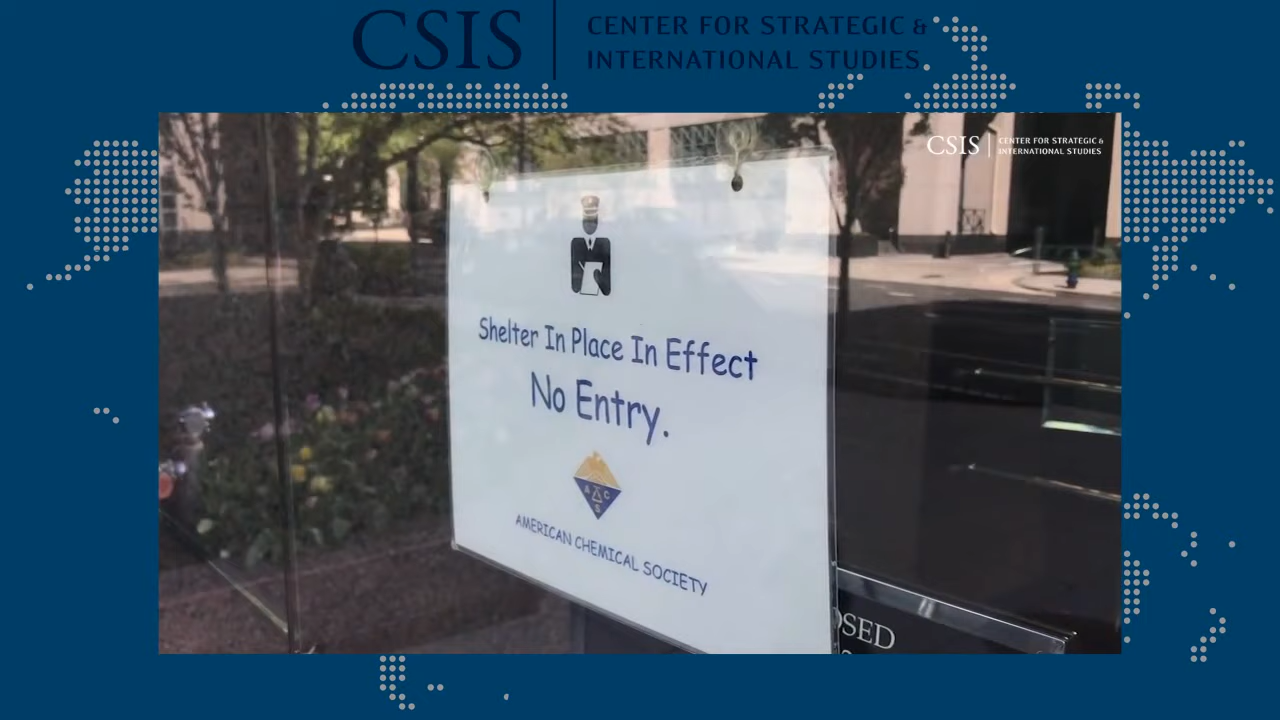 CSIS
CENTER FOR STRATEGIC &
INTERNATIONAL STUDIES
CSIS
CENTER FOR STRATEGIC &
INTERNATIONAL STUDIES
Shelter In Place In Effect
No Entry.
A C
S
AMERICAN CHEMICAL SOCIETY
OSED